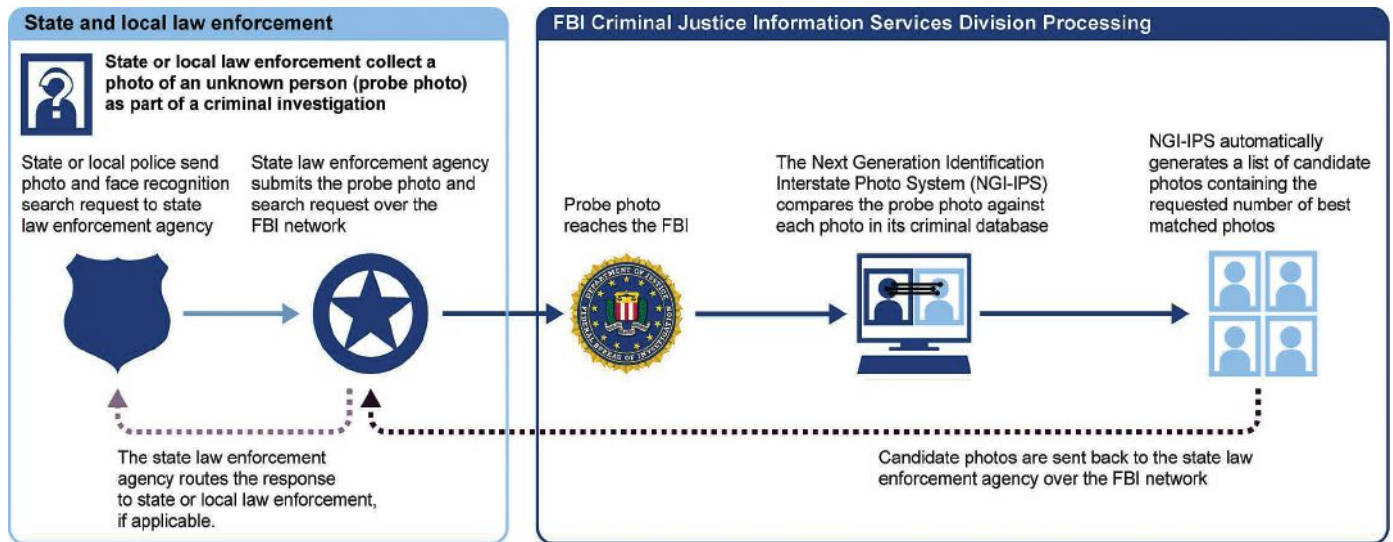 State and local law enforcement
State or local law enforcement collect a
photo of an unknown person (probe photo)
as part of a criminal investigation
State or local police send
photo and face recognition
search request to state
law enforcement agency
State law enforcement agency
submits the probe photo and
search request over the
FBI network
The state law enforcement
agency routes the response
to state or local law enforcement,
if applicable.
FBI Criminal Justice Information Services Division Processing
Probe photo
reaches the FBI
DEPARTMENT OF JUSTICE
FEDERAL BUREAU OF INVESTIGATION
The Next Generation Identification
Interstate Photo System (NGI-IPS)
compares the probe photo against
each photo in its criminal database
NGI-IPS automatically
generates a list of candidate
photos containing the
requested number of best
matched photos
Candidate photos are sent back to the state law
enforcement agency over the FBI network